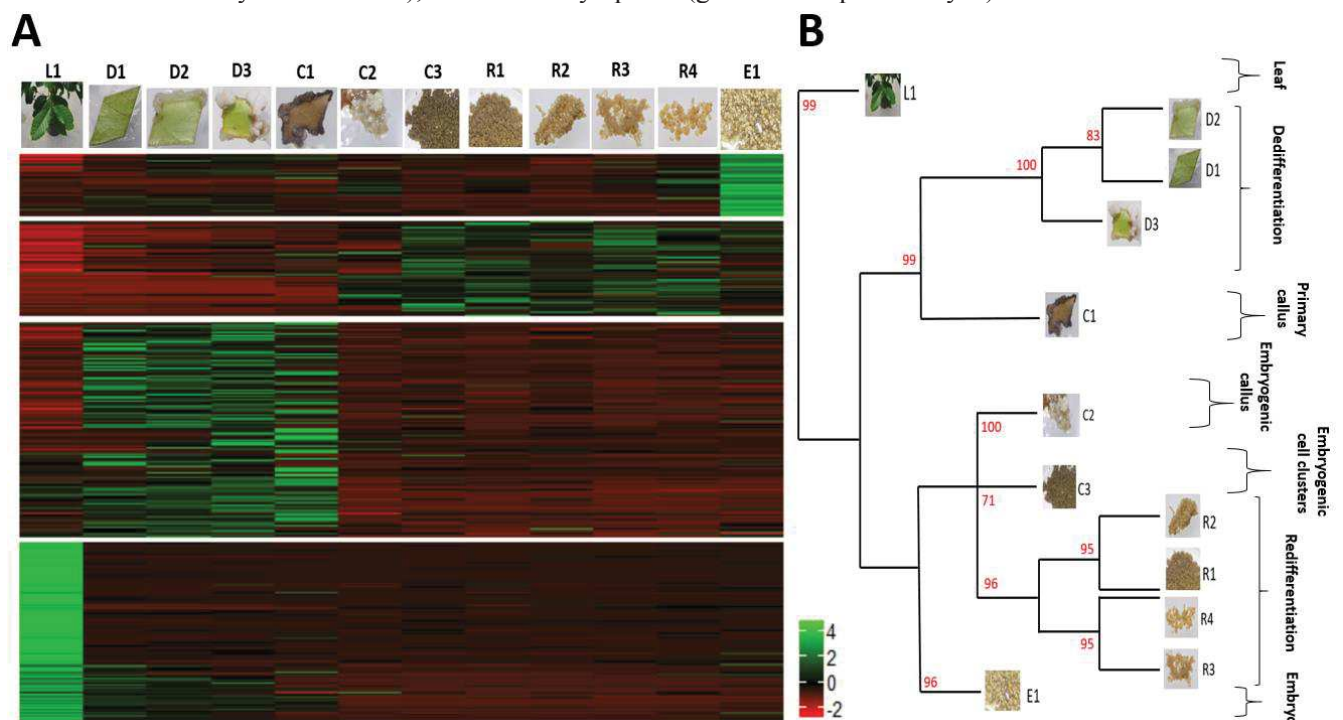 A
B
L1 D1 D2 D3 C1 C2 C3 R1 R2 R3 R4 E1
4
2
0
-2
99
L1
D2
83
D1
100
D3
99
C1
C2
100
C3
71
R2
95
R1
96
R4
95
R3
96
E1
Leaf
Dedifferentiation
Primary
callus
Embryogenic
callus
Embryogenic
cell clusters
Redifferentiation